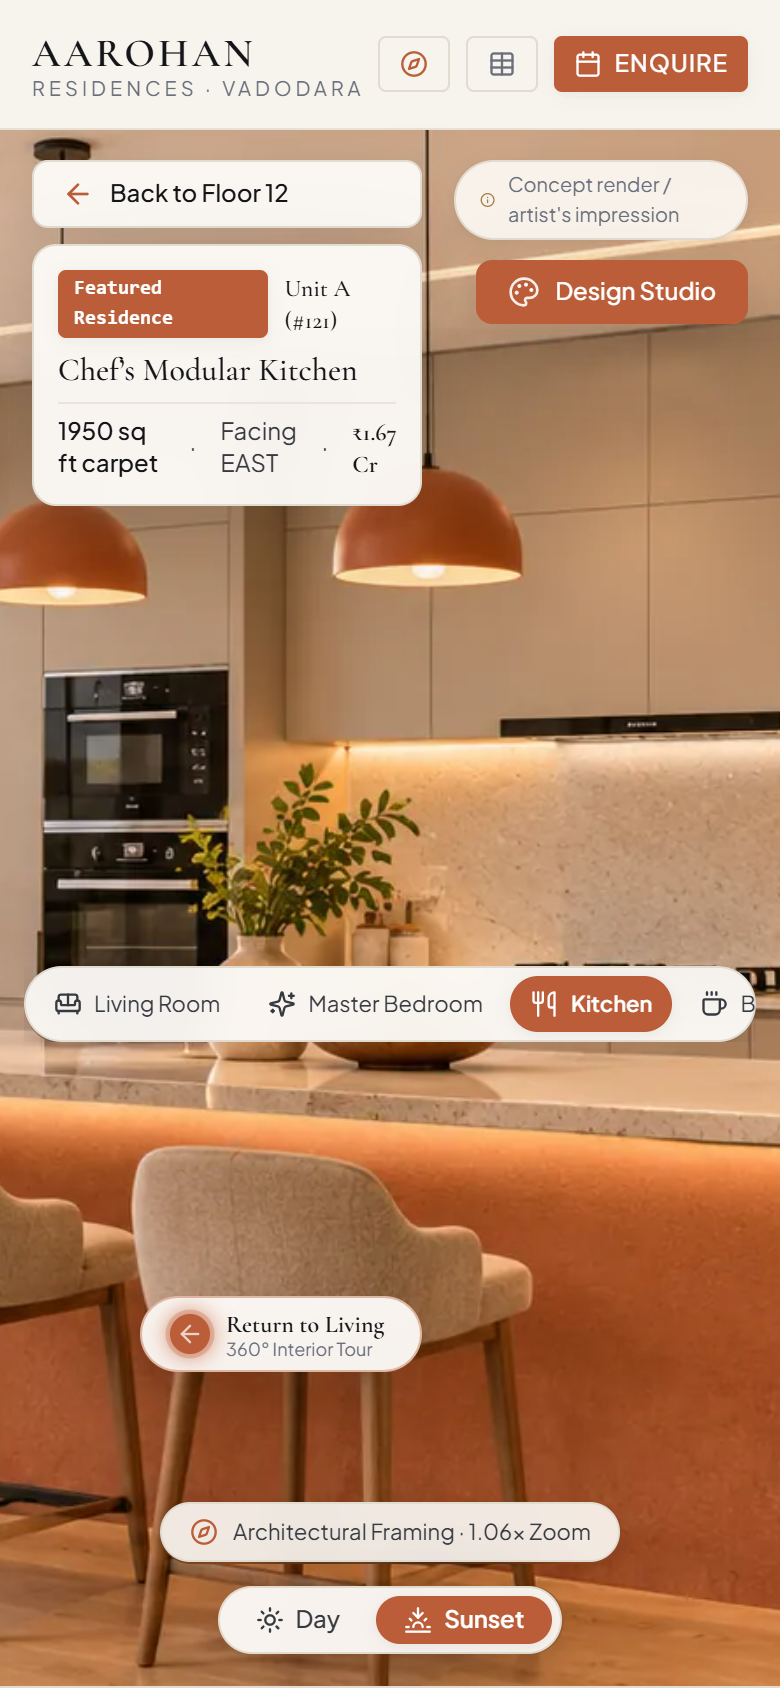 AAROHAN
RESIDENCES · VADODARA
ENQUIRE
Back to Floor 12
Concept render /
artist's impression
Design Studio
Featured
Residence
Unit A
(#121)
Chef's Modular Kitchen
1950 sq
ft carpet
·
Facing
EAST
·
₹1.67
Cr
Living Room
Master Bedroom
Kitchen
B
Return to Living
360° Interior Tour
Architectural Framing · 1.06× Zoom
Day
Sunset